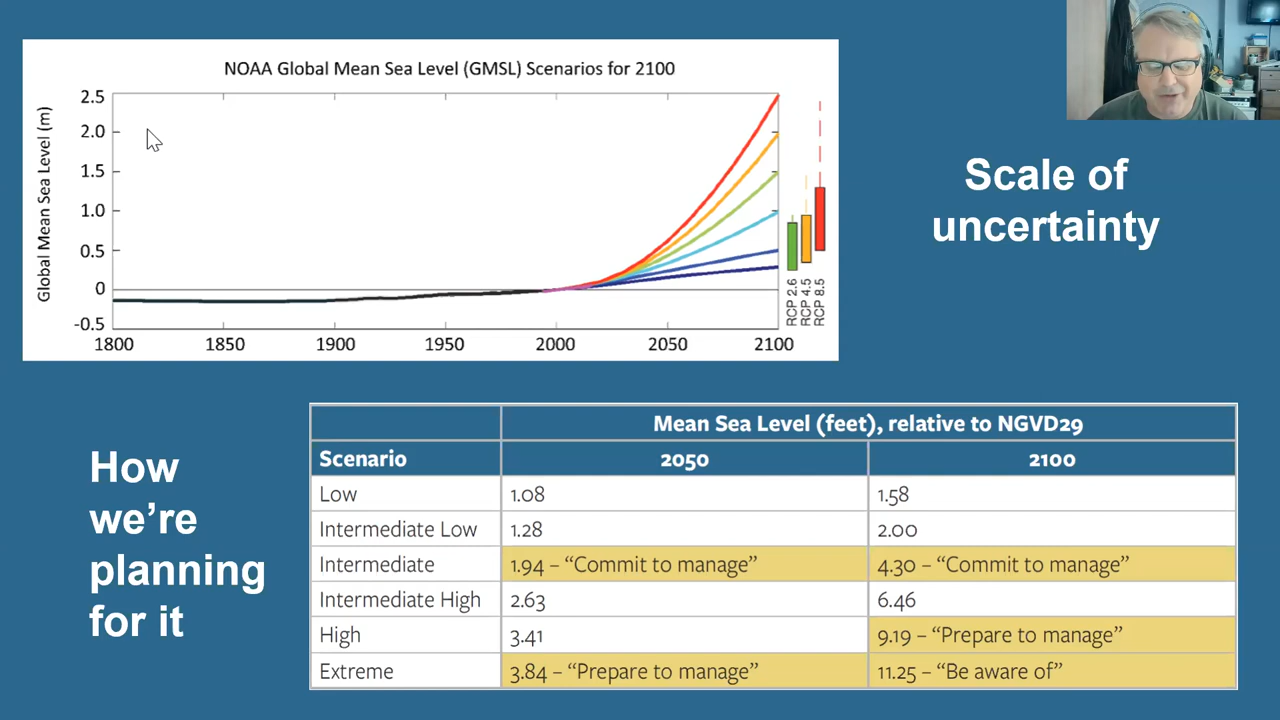 NOAA Global Mean Sea Level (GMSL) Scenarios for 2100
Global Mean Sea Level (m)
2.5
2.0
1.5
1.0
0.5
0
-0.5
1800 1850 1900 1950 2000 2050 2100
RCP 2.6
RCP 4.5
RCP 8.5
Scale of
uncertainty
How
we're
planning
for it
Mean Sea Level (feet), relative to NGVD29
Scenario 2050 2100
Low 1.08 1.58
Intermediate Low 1.28 2.00
Intermediate 1.94 – “Commit to manage” 4.30 – “Commit to manage”
Intermediate High 2.63 6.46
High 3.41 9.19 – “Prepare to manage”
Extreme 3.84 – “Prepare to manage” 11.25 – “Be aware of”